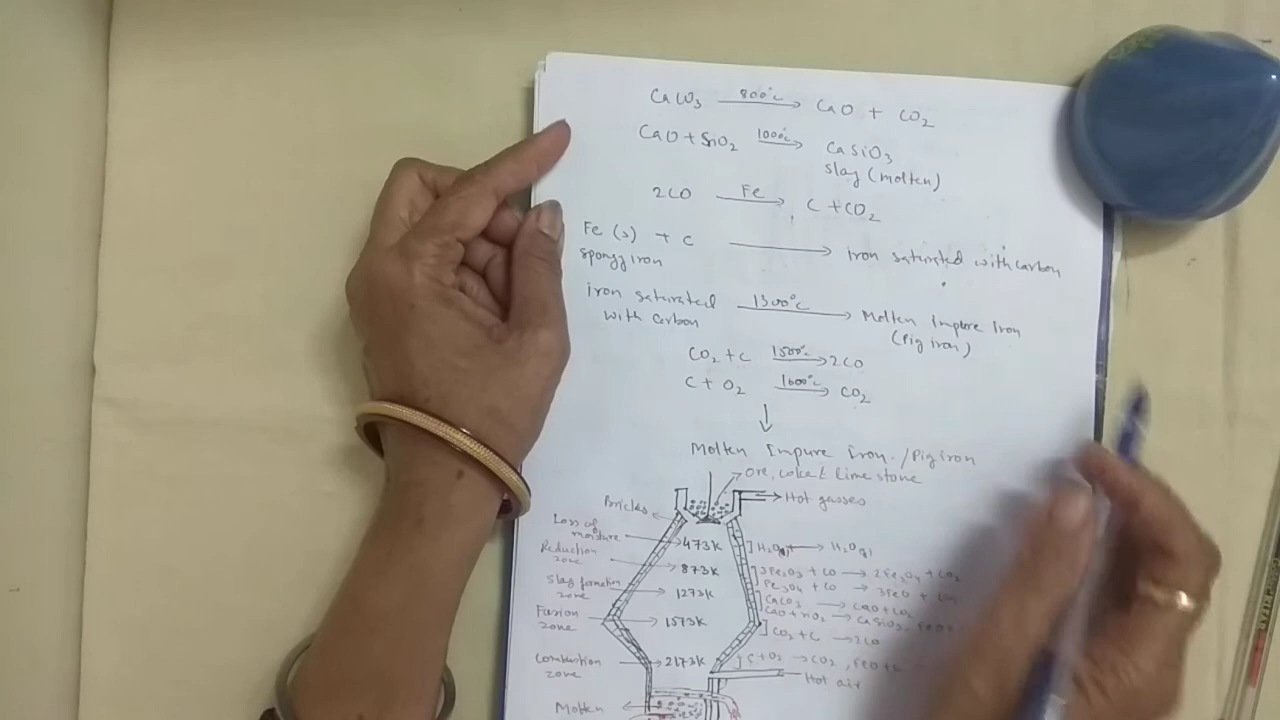 CaCO3 800°C → CaO + CO2
CaO + SiO2 1000°C → CaSiO3
slag (molten)
2CO Fe → C + CO2
Fe (s) + C → iron saturated with carbon
spongy iron
iron saturated 1300°C → Molten Impure Iron
with carbon (Pig iron)
CO2 + C 1500°C → 2CO
C + O2 1600°C → CO2
↓
Molten Impure Iron. / Pig iron
Ore, coke & lime stone
Bricks Hot gasses
Loss of
moisture 473K H2O → H2O(g)
Reduction
zone 873K 3Fe2O3 + CO → 2Fe3O4 + CO2
Fe3O4 + CO → 3FeO +
Slag formation
zone 1273K CaCO3 → CaO + CO2
CaO + SiO2 → CaSiO3
Fusion
zone 1573K CO2 + C → 2CO
Combustion
zone 2173K C + O2 → CO2
Hot air
Molten